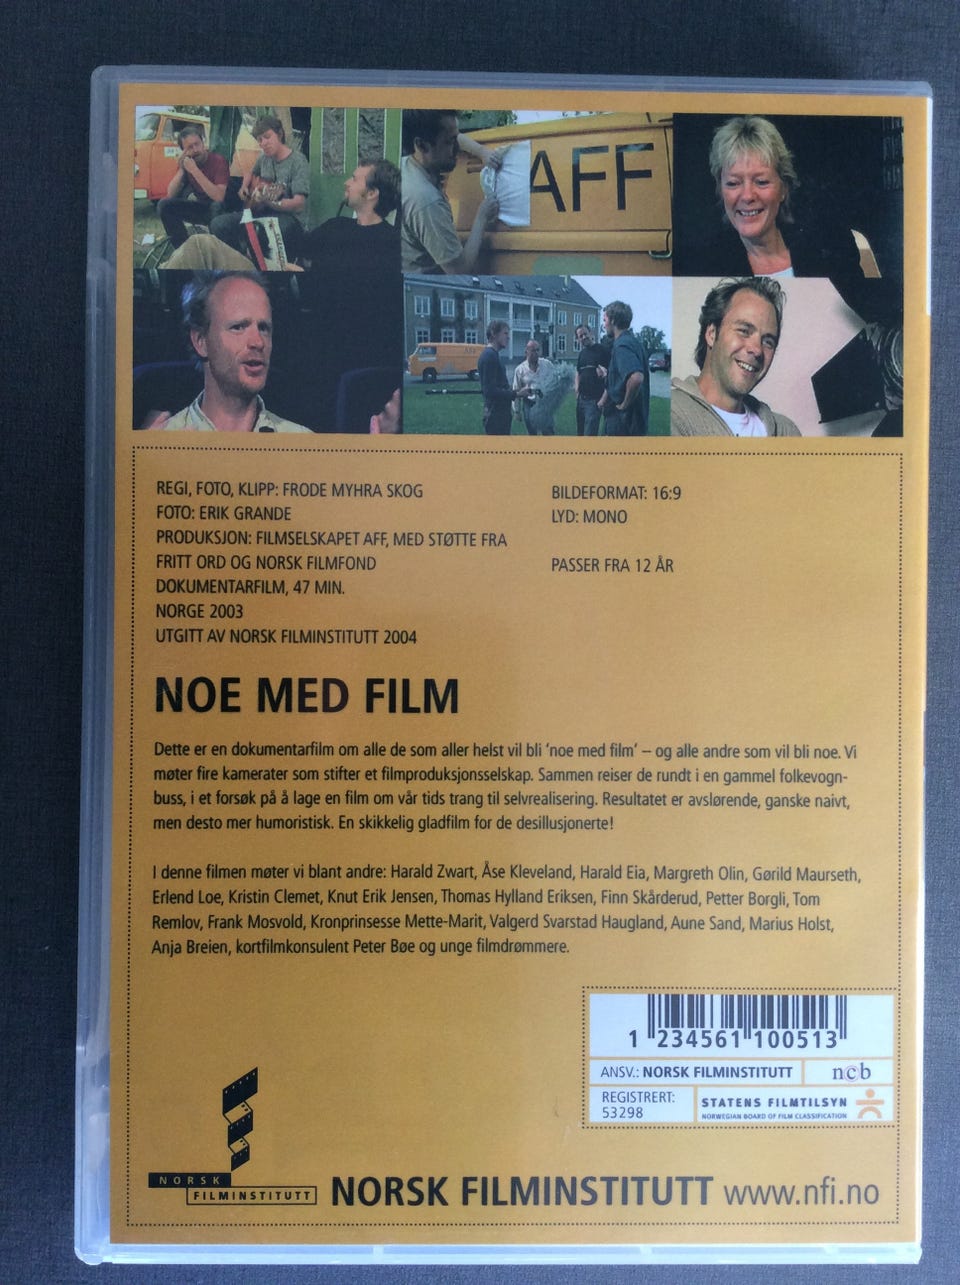 AFF
AFF
REGI, FOTO, KLIPP: FRODE MYHRA SKOG
FOTO: ERIK GRANDE
PRODUKSJON: FILMSELSKAPET AFF, MED STØTTE FRA
FRITT ORD OG NORSK FILMFOND
DOKUMENTARFILM, 47 MIN.
NORGE 2003
UTGITT AV NORSK FILMINSTITUTT 2004
BILDEFORMAT: 16:9
LYD: MONO
PASSER FRA 12 ÅR
NOE MED FILM
Dette er en dokumentarfilm om alle de som aller helst vil bli ‘noe med film’ – og alle andre som vil bli noe. Vi
møter fire kamerater som stifter et filmproduksjonsselskap. Sammen reiser de rundt i en gammel folkevogn-
buss, i et forsøk på å lage en film om vår tids trang til selvrealisering. Resultatet er avslørende, ganske naivt,
men desto mer humoristisk. En skikkelig gladfilm for de desillusjonerte!
I denne filmen møter vi blant andre: Harald Zwart, Åse Kleveland, Harald Eia, Margreth Olin, Gørild Maurseth,
Erlend Loe, Kristin Clemet, Knut Erik Jensen, Thomas Hylland Eriksen, Finn Skårderud, Petter Borgli, Tom
Remlov, Frank Mosvold, Kronprinsesse Mette-Marit, Valgerd Svarstad Haugland, Aune Sand, Marius Holst,
Anja Breien, kortfilmkonsulent Peter Bøe og unge filmdrømmere.
1 234561 100513
ANSV.: NORSK FILMINSTITUTT
ncb
REGISTRERT:
53298
STATENS FILMTILSYN
NORWEGIAN BOARD OF FILM CLASSIFICATION
NORSK
FILMINSTITUTT
NORSK FILMINSTITUTT www.nfi.no